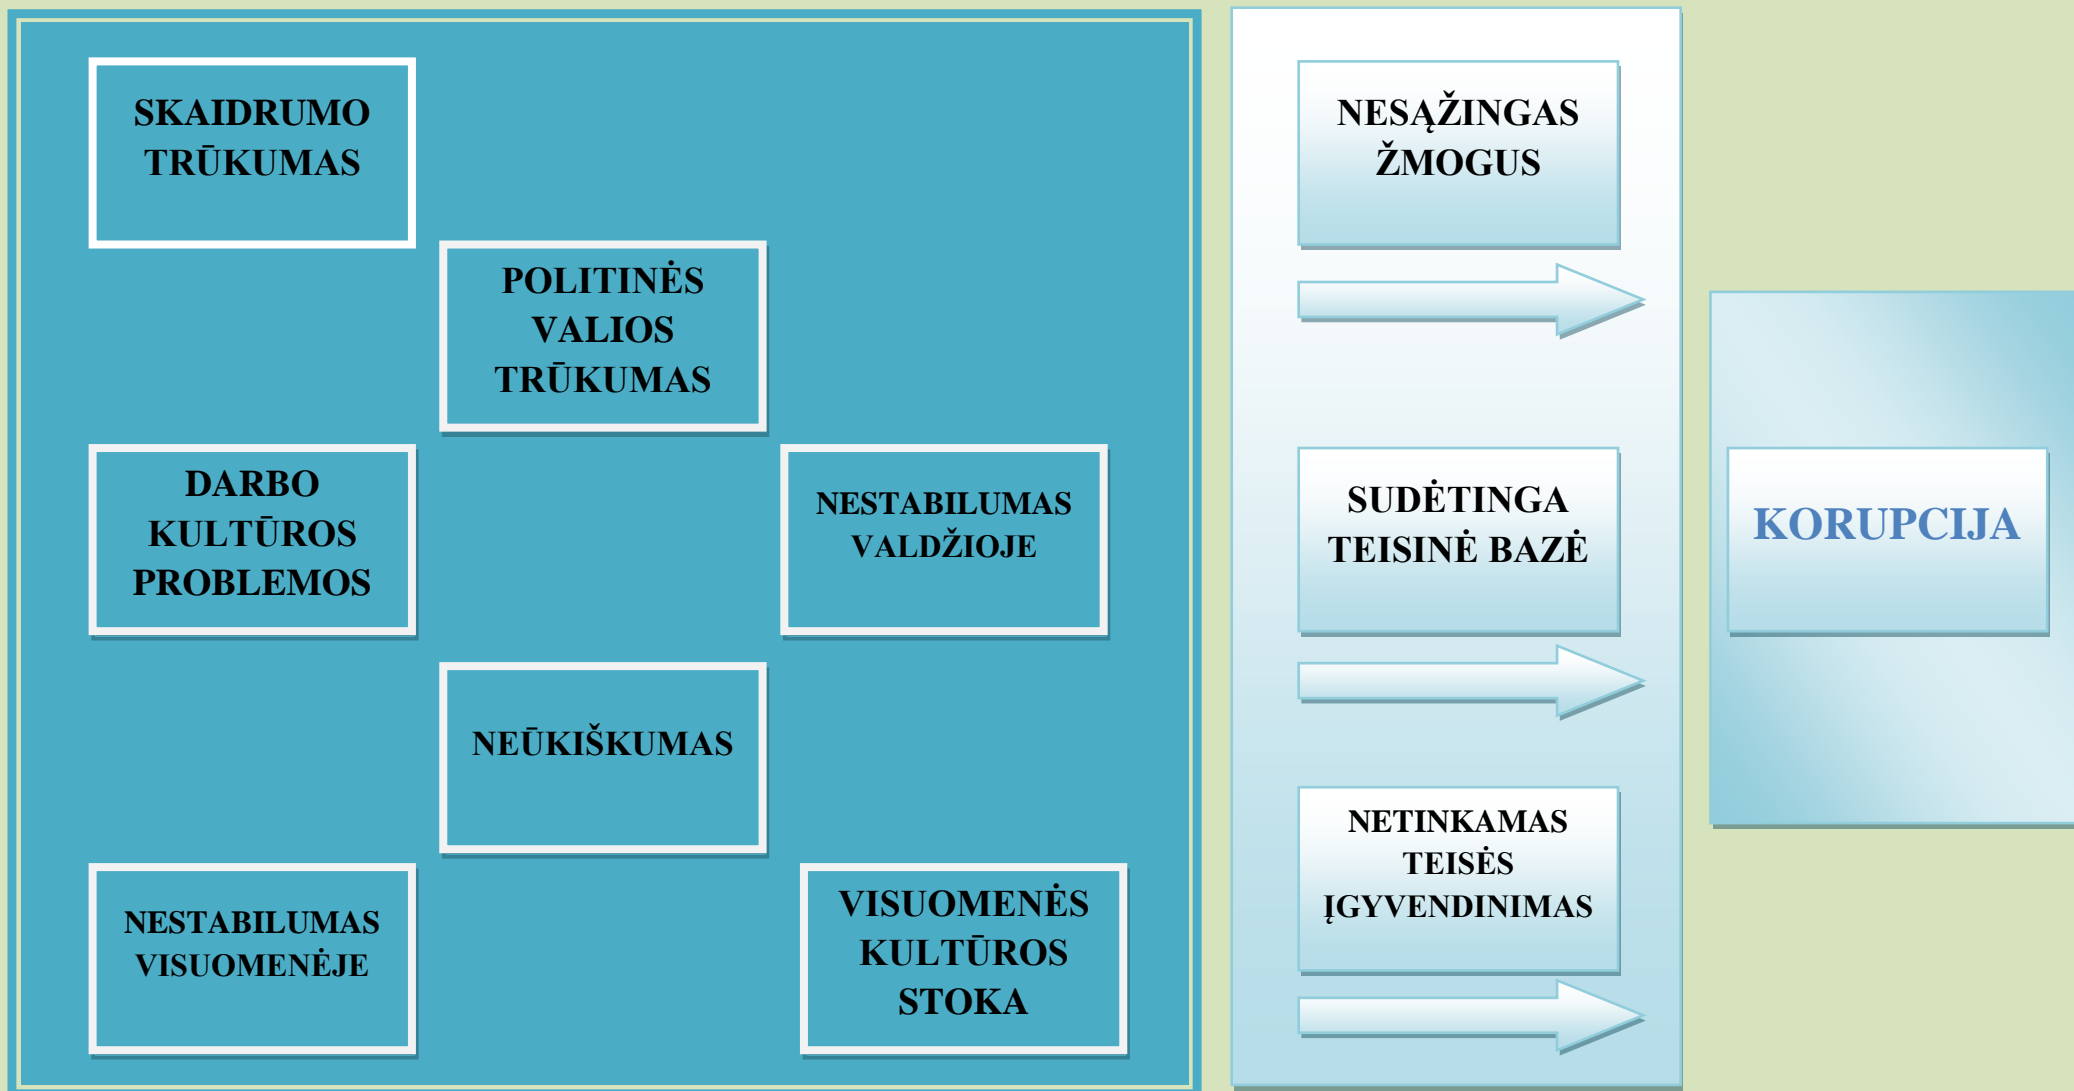 SKAIDRUMO
TRŪKUMAS
POLITINĖS
VALIOS
TRŪKUMAS
DARBO
KULTŪROS
PROBLEMOS
NESTABILUMAS
VALDŽIOJE
NEŪKIŠKUMAS
NESTABILUMAS
VISUOMENĖJE
VISUOMENĖS
KULTŪROS
STOKA
NESĄŽINGAS
ŽMOGUS
SUDĖTINGA
TEISINĖ BAZĖ
NETINKAMAS
TEISĖS
ĮGYVENDINIMAS
KORUPCIJA